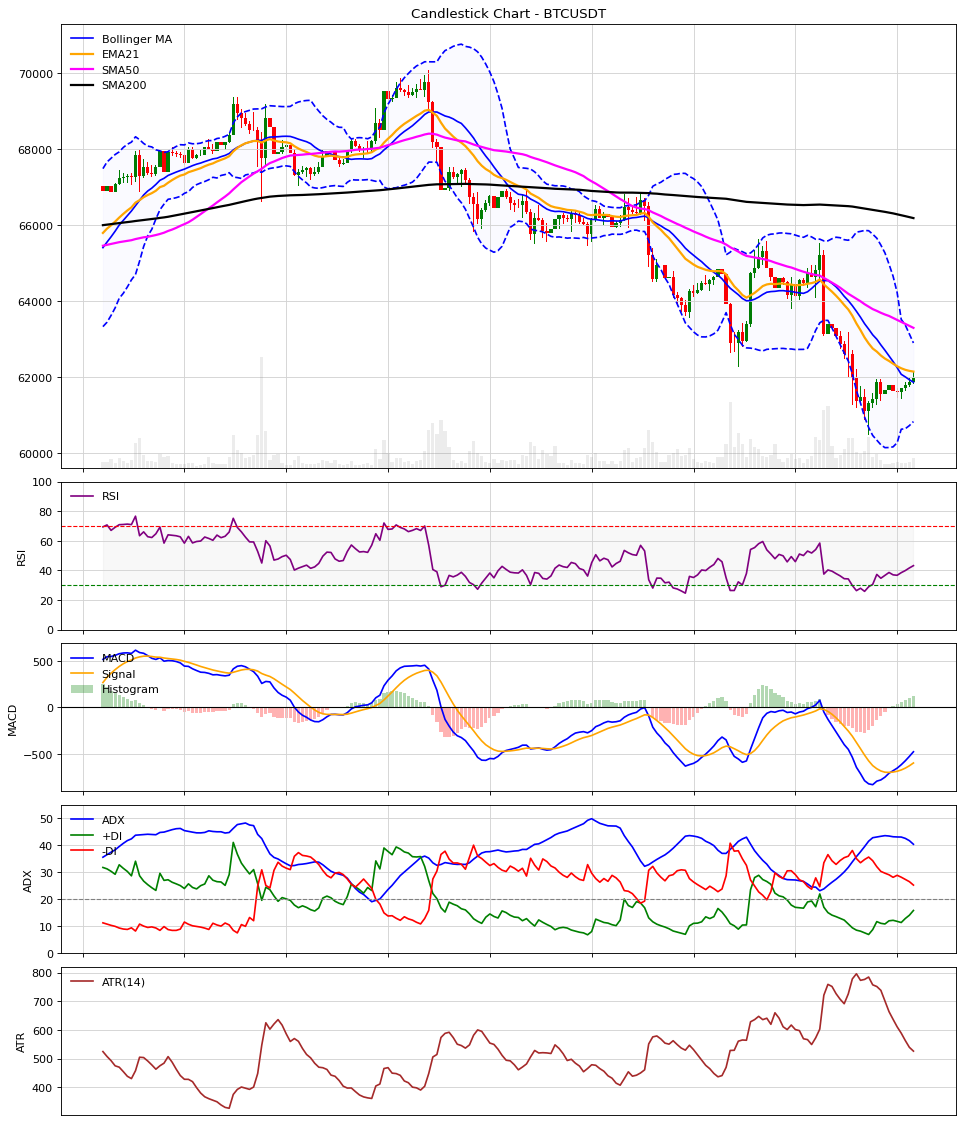 Candlestick Chart - BTCUSDT
Bollinger MA
EMA21
SMA50
SMA200
70000
68000
66000
64000
62000
60000
RSI
RSI
100
80
60
40
20
0
MACD
Signal
Histogram
MACD
500
0
−500
ADX
+DI
-DI
ADX
50
40
30
20
10
0
ATR(14)
ATR
800
700
600
500
400